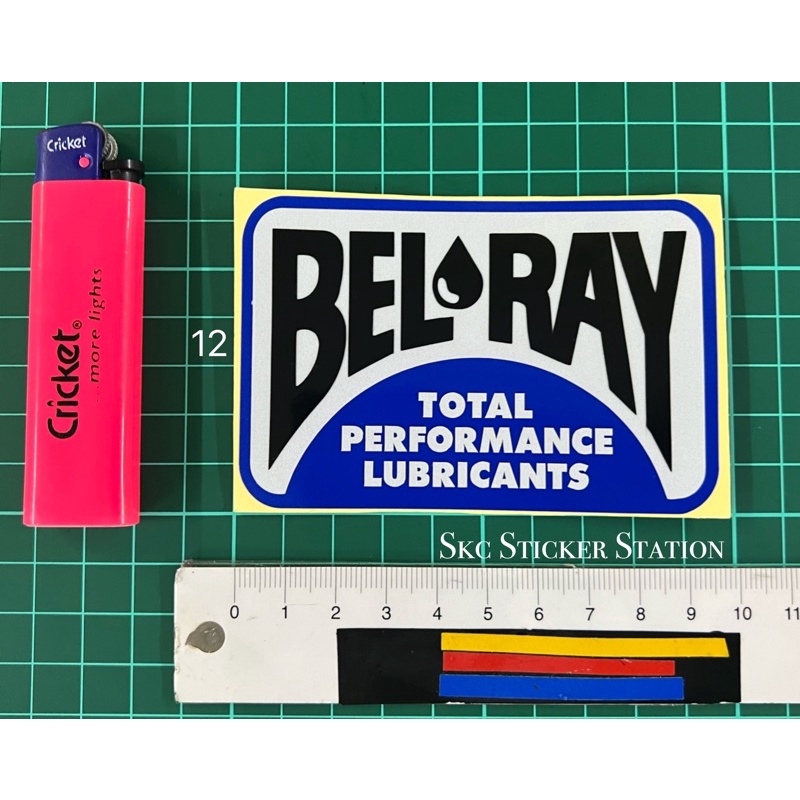 Cricket
Cricket®
....more lights
12
BEL RAY
TOTAL
PERFORMANCE
LUBRICANTS
SKC STICKER STATION
0 1 2 3 4 5 6 7 8 9 10 11